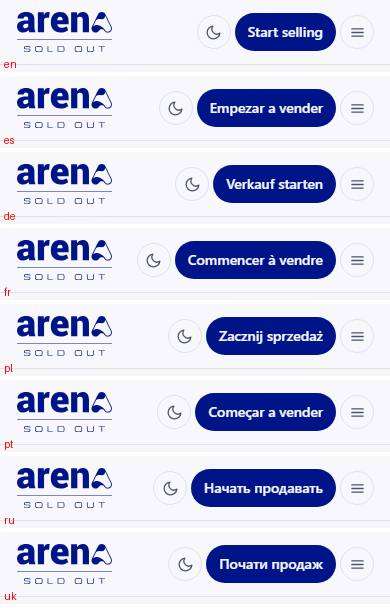 arena
Start selling
SOLD OUT
en
arena
Empezar a vender
SOLD OUT
es
arena
Verkauf starten
SOLD OUT
de
arena
Commencer à vendre
SOLD OUT
fr
arena
Zacznij sprzedaż
SOLD OUT
pl
arena
Começar a vender
SOLD OUT
pt
arena
Начать продавать
SOLD OUT
ru
arena
Почати продаж
SOLD OUT
uk